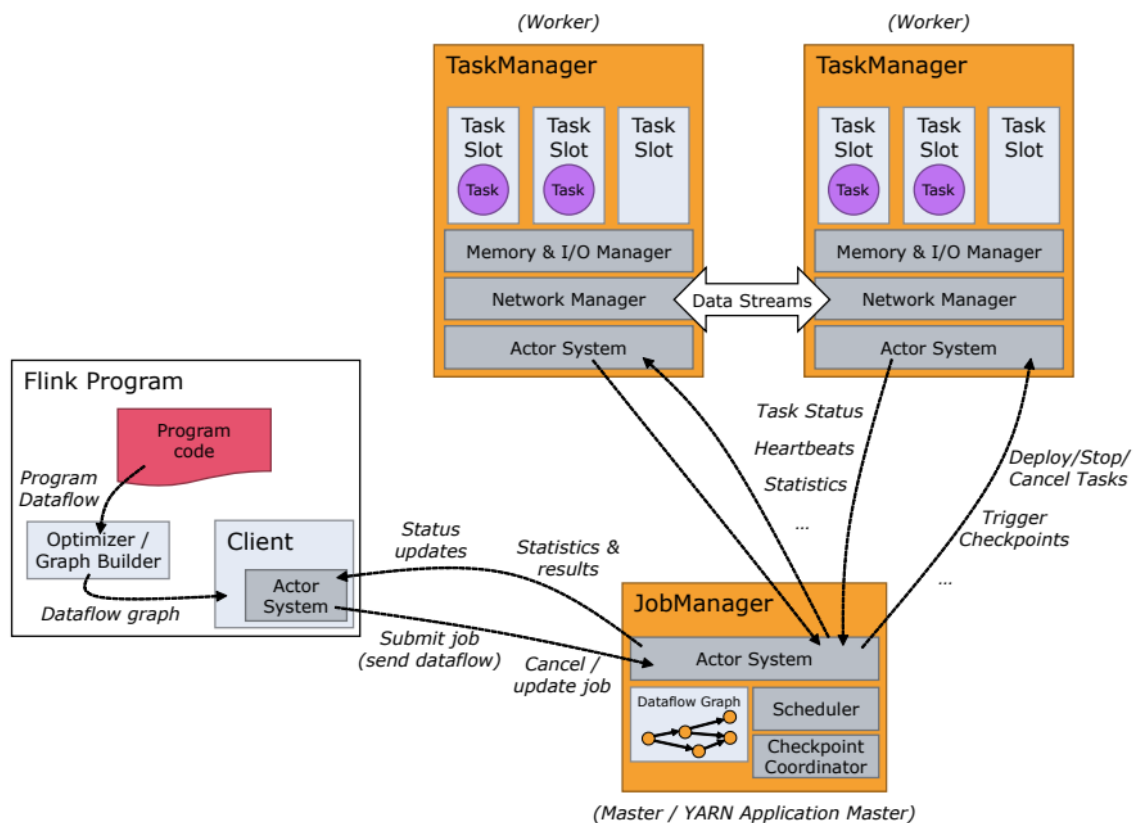 (Worker)
(Worker)
TaskManager
TaskManager
Task
Slot
Task
Task
Slot
Task
Task
Slot
Task
Slot
Task
Task
Slot
Task
Task
Slot
Memory & I/O Manager
Memory & I/O Manager
Network Manager
Data Streams
Network Manager
Actor System
Actor System
Flink Program
Program
code
Program
Dataflow
Optimizer /
Graph Builder
Dataflow graph
Client
Actor
System
Status
updates
Statistics &
results
Submit job
(send dataflow)
Cancel /
update job
Task Status
Heartbeats
Statistics
...
Deploy/Stop/
Cancel Tasks
Trigger
Checkpoints
...
JobManager
Actor System
Dataflow Graph
Scheduler
Checkpoint
Coordinator
(Master / YARN Application Master)